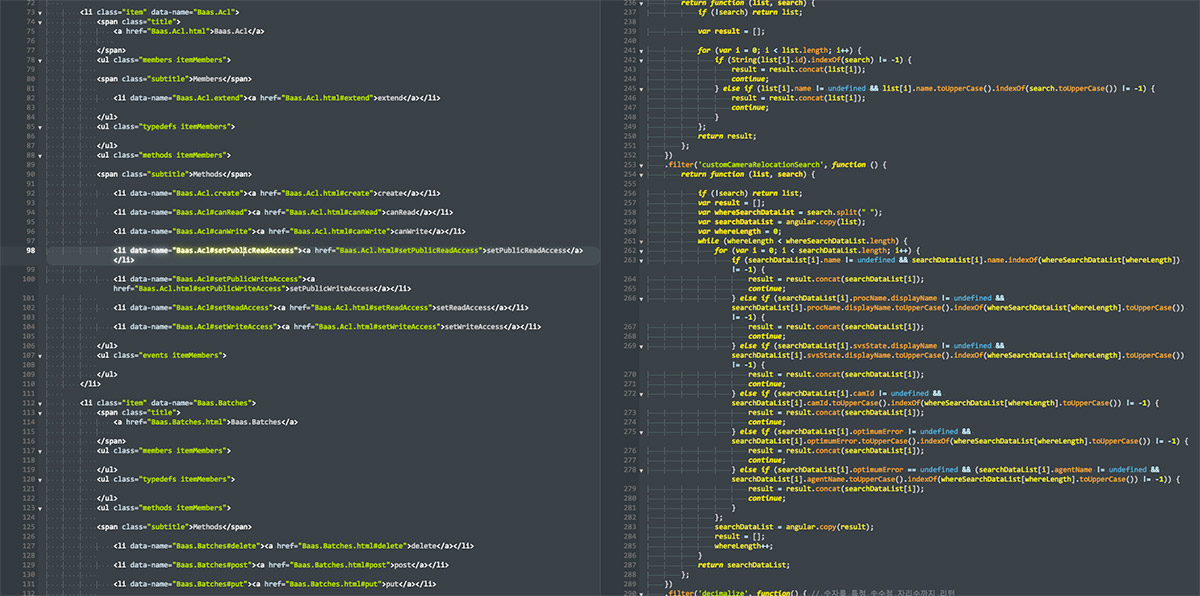 72
73 <li class="item" data-name="Baas.Acl">
74 <span class="title">
75 <a href="Baas.Acl.html">Baas.Acl</a>
76
77 </span>
78 <ul class="members itemMembers">
79
80 <span class="subtitle">Members</span>
81
82 <li data-name="Baas.Acl.extend"><a href="Baas.Acl.html#extend">extend</a></li>
83
84 </ul>
85 <ul class="typedefs itemMembers">
86
87 </ul>
88 <ul class="methods itemMembers">
89
90 <span class="subtitle">Methods</span>
91
92 <li data-name="Baas.Acl.create"><a href="Baas.Acl.html#create">create</a></li>
93
94 <li data-name="Baas.Acl#canRead"><a href="Baas.Acl.html#canRead">canRead</a></li>
95
96 <li data-name="Baas.Acl#canWrite"><a href="Baas.Acl.html#canWrite">canWrite</a></li>
97
98 <li data-name="Baas.Acl#setPublicReadAccess"><a href="Baas.Acl.html#setPublicReadAccess">setPublicReadAccess</a>
</li>
99
100 <li data-name="Baas.Acl#setPublicWriteAccess"><a
href="Baas.Acl.html#setPublicWriteAccess">setPublicWriteAccess</a></li>
101
102 <li data-name="Baas.Acl#setReadAccess"><a href="Baas.Acl.html#setReadAccess">setReadAccess</a></li>
103
104 <li data-name="Baas.Acl#setWriteAccess"><a href="Baas.Acl.html#setWriteAccess">setWriteAccess</a></li>
105
106 </ul>
107 <ul class="events itemMembers">
108
109 </ul>
110 </li>
111
112 <li class="item" data-name="Baas.Batches">
113 <span class="title">
114 <a href="Baas.Batches.html">Baas.Batches</a>
115
116 </span>
117 <ul class="members itemMembers">
118
119 </ul>
120 <ul class="typedefs itemMembers">
121
122 </ul>
123 <ul class="methods itemMembers">
124
125 <span class="subtitle">Methods</span>
126
127 <li data-name="Baas.Batches#delete"><a href="Baas.Batches.html#delete">delete</a></li>
128
129 <li data-name="Baas.Batches#post"><a href="Baas.Batches.html#post">post</a></li>
130
131 <li data-name="Baas.Batches#put"><a href="Baas.Batches.html#put">put</a></li>
132
236 return function (list, search) {
237 if (!search) return list;
238
239 var result = [];
240
241 for (var i = 0; i < list.length; i++) {
242 if (String(list[i].id).indexOf(search) != -1) {
243 result = result.concat(list[i]);
244 continue;
245 } else if (list[i].name != undefined && list[i].name.toUpperCase().indexOf(search.toUpperCase()) != -1) {
246 result = result.concat(list[i]);
247 continue;
248 }
249 };
250 return result;
251 };
252 })
253 .filter('customCameraRelocationSearch', function () {
254 return function (list, search) {
255
256 if (!search) return list;
257 var result = [];
258 var whereSearchDataList = search.split(" ");
259 var searchDataList = angular.copy(list);
260 var whereLength = 0;
261 while (whereLength < whereSearchDataList.length) {
262 for (var i = 0; i < searchDataList.length; i++) {
263 if (searchDataList[i].name != undefined && searchDataList[i].name.indexOf(whereSearchDataList[whereLength])
!= -1) {
264 result = result.concat(searchDataList[i]);
265 continue;
266 } else if (searchDataList[i].procName.displayName != undefined &&
searchDataList[i].procName.displayName.toUpperCase().indexOf(whereSearchDataList[whereLength].toUpperCase())
!= -1) {
267 result = result.concat(searchDataList[i]);
268 continue;
269 } else if (searchDataList[i].svsState.displayName != undefined &&
searchDataList[i].svsState.displayName.toUpperCase().indexOf(whereSearchDataList[whereLength].toUpperCase())
!= -1) {
270 result = result.concat(searchDataList[i]);
271 continue;
272 } else if (searchDataList[i].camId != undefined &&
searchDataList[i].camId.toUpperCase().indexOf(whereSearchDataList[whereLength].toUpperCase()) != -1) {
273 result = result.concat(searchDataList[i]);
274 continue;
275 } else if (searchDataList[i].optimumError != undefined &&
searchDataList[i].optimumError.toUpperCase().indexOf(whereSearchDataList[whereLength].toUpperCase()) != -1) {
276 result = result.concat(searchDataList[i]);
277 continue;
278 } else if (searchDataList[i].optimumError == undefined && (searchDataList[i].agentName != undefined &&
searchDataList[i].agentName.toUpperCase().indexOf(whereSearchDataList[whereLength].toUpperCase()) != -1)) {
279 result = result.concat(searchDataList[i]);
280 continue;
281 }
282 };
283 searchDataList = angular.copy(result);
284 result = [];
285 whereLength++;
286 }
287 return searchDataList;
288 };
289 })
290 .filter('decimalize', function() { // 숫자를 특정 소수점 자리수까지 리턴